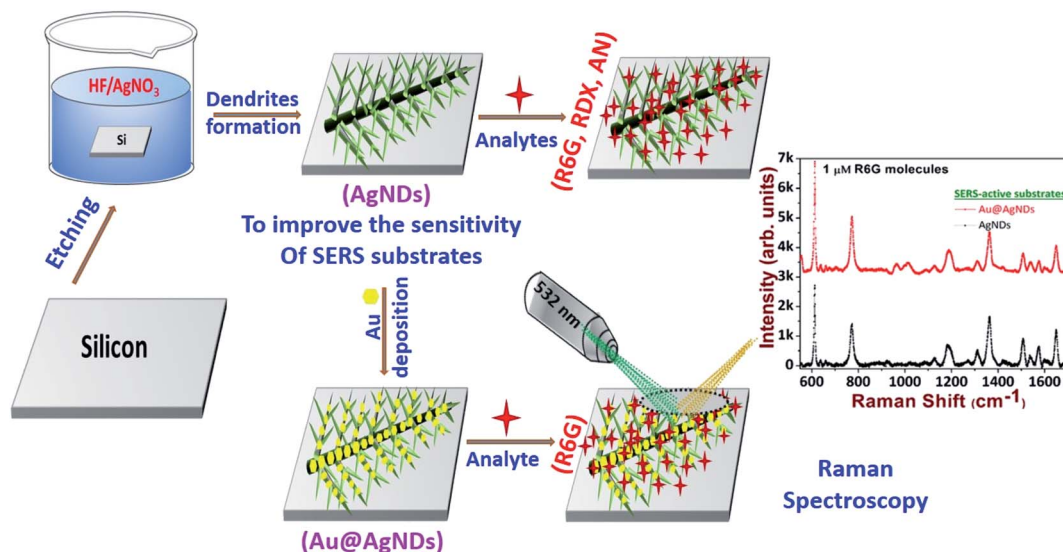 HF/AgNO3
Si
Etching
Silicon
Dendrites
formation
(AgNDs)
Analytes
(R6G, RDX, AN)
To improve the sensitivity
Of SERS substrates
Au
deposition
(Au@AgNDs)
Analyte
(R6G)
532 nm
Raman
Spectroscopy
1 µM R6G molecules
SERS-active substrates
Au@AgNDs
AgNDs
Intensity (arb. units)
7k
6k
5k
4k
3k
2k
1k
0
600 800 1000 1200 1400 1600
Raman Shift (cm-1)